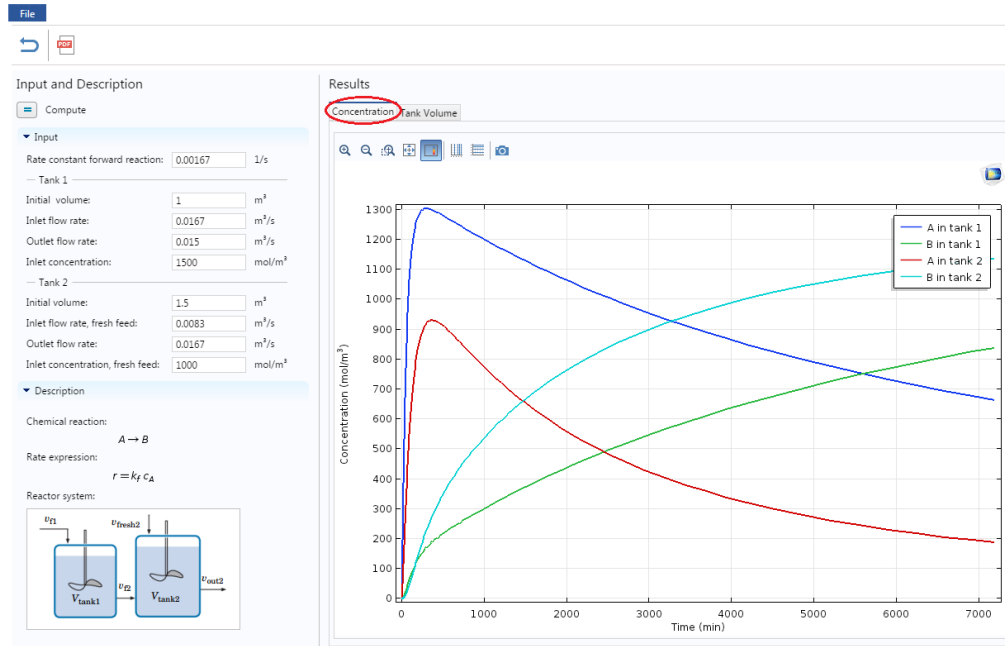 File
PDF
Input and Description
Compute
Input
Rate constant forward reaction: 0.00167 1/s
Tank 1
Initial volume: 1 m³
Inlet flow rate: 0.0167 m³/s
Outlet flow rate: 0.015 m³/s
Inlet concentration: 1500 mol/m³
Tank 2
Initial volume: 1.5 m³
Inlet flow rate, fresh feed: 0.0083 m³/s
Outlet flow rate: 0.0167 m³/s
Inlet concentration, fresh feed: 1000 mol/m³
Description
Chemical reaction:
A → B
Rate expression:
r = k_f c_A
Reactor system:
v_f1
v_fresh2
V_tank1
v_f2
V_tank2
v_out2
Results
Concentration Tank Volume
1300
1200
1100
1000
900
800
700
600
500
400
300
200
100
0
Concentration (mol/m³)
A in tank 1
B in tank 1
A in tank 2
B in tank 2
0 1000 2000 3000 4000 5000 6000 7000
Time (min)